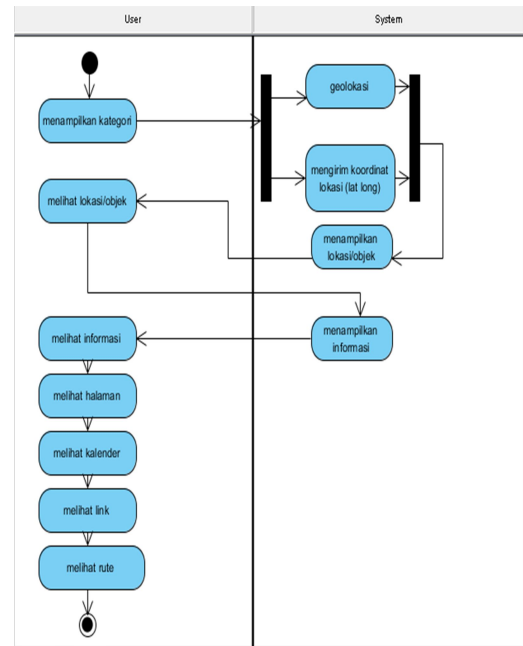 User
System
menampilkan kategori
geolokasi
mengirim koordinat
lokasi (lat long)
melihat lokasi/objek
menampilkan
lokasi/objek
menampilkan
informasi
melihat informasi
melihat halaman
melihat kalender
melihat link
melihat rute